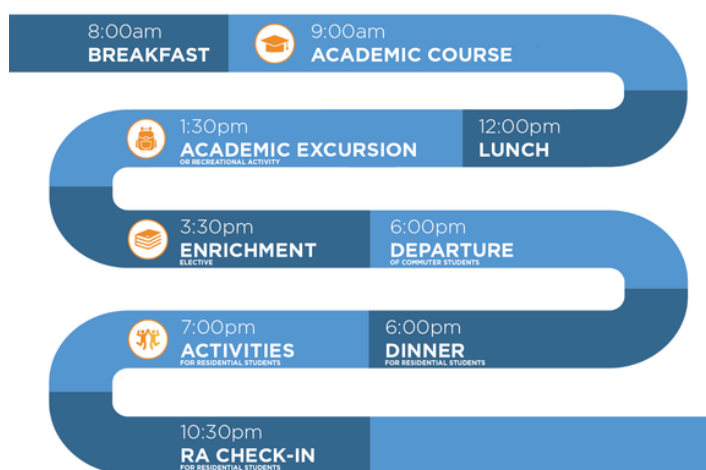 8:00am
BREAKFAST
9:00am
ACADEMIC COURSE
12:00pm
LUNCH
1:30pm
ACADEMIC EXCURSION
OR RECREATIONAL ACTIVITY
3:30pm
ENRICHMENT
ELECTIVE
6:00pm
DEPARTURE
OF COMMUTER STUDENTS
6:00pm
DINNER
FOR RESIDENTIAL STUDENTS
7:00pm
ACTIVITIES
FOR RESIDENTIAL STUDENTS
10:30pm
RA CHECK-IN
FOR RESIDENTIAL STUDENTS